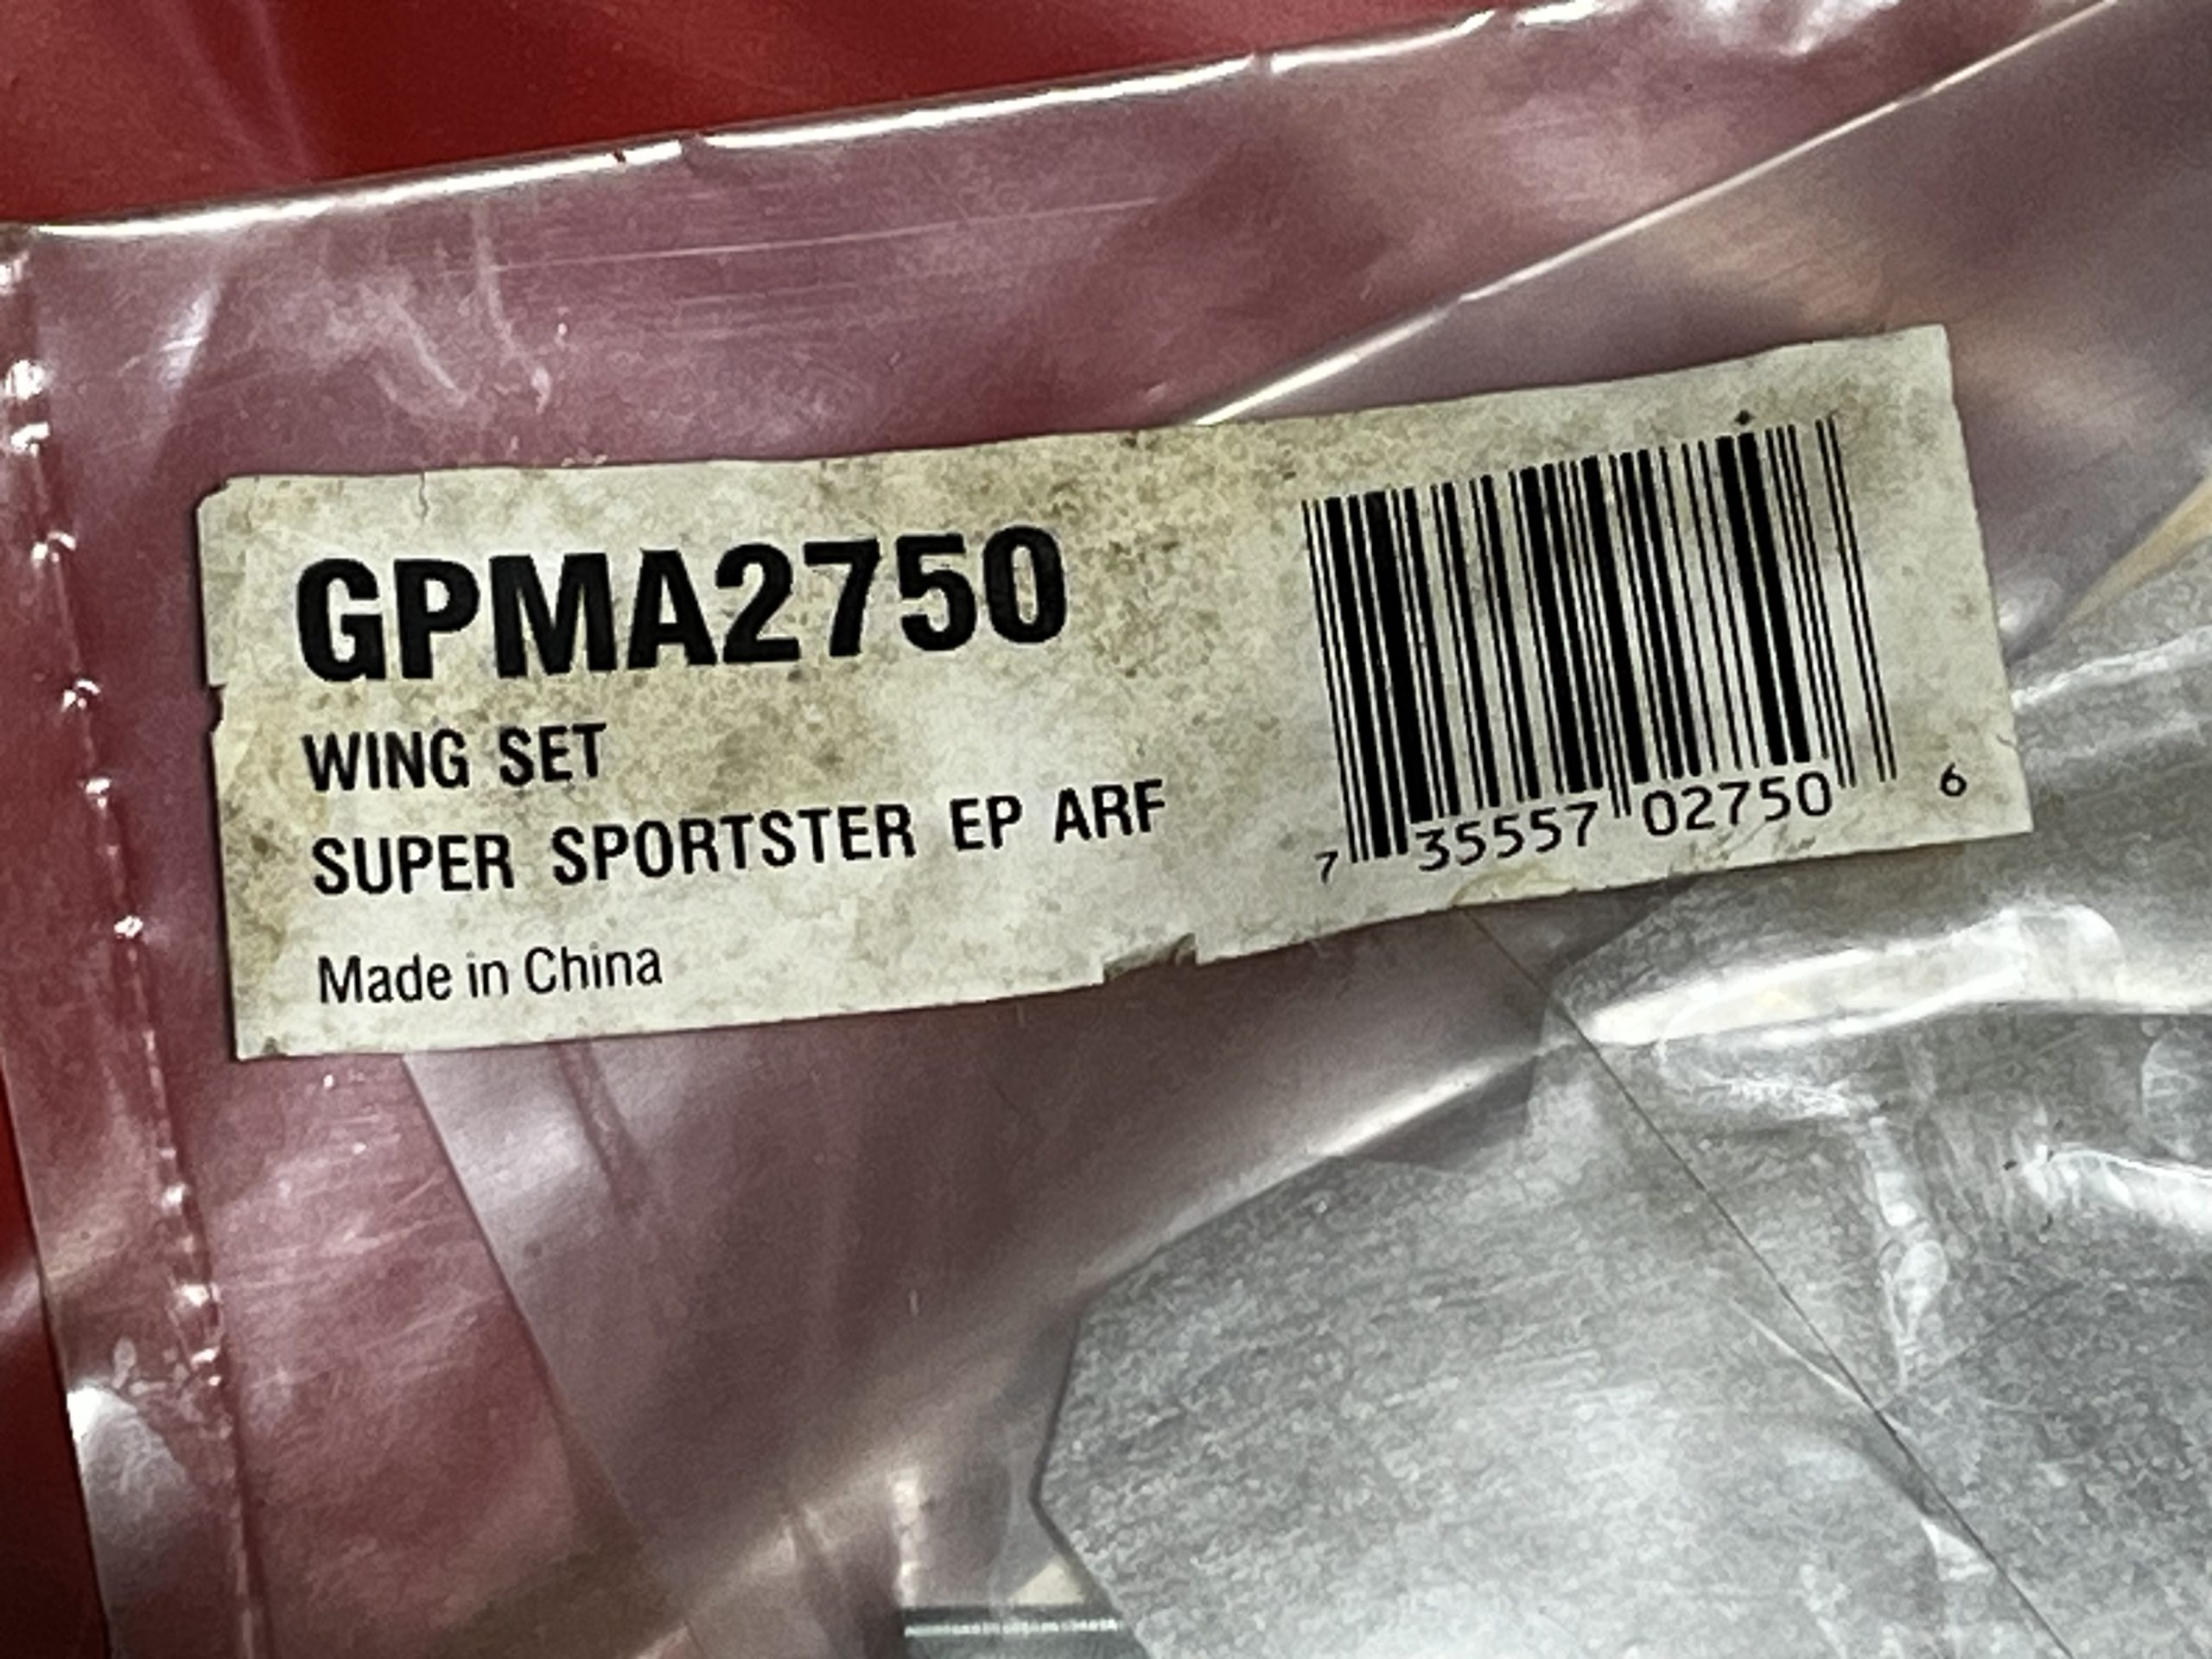 GPMA2750
WING SET
SUPER SPORTSTER EP ARF
Made in China
7 35557 02750 6